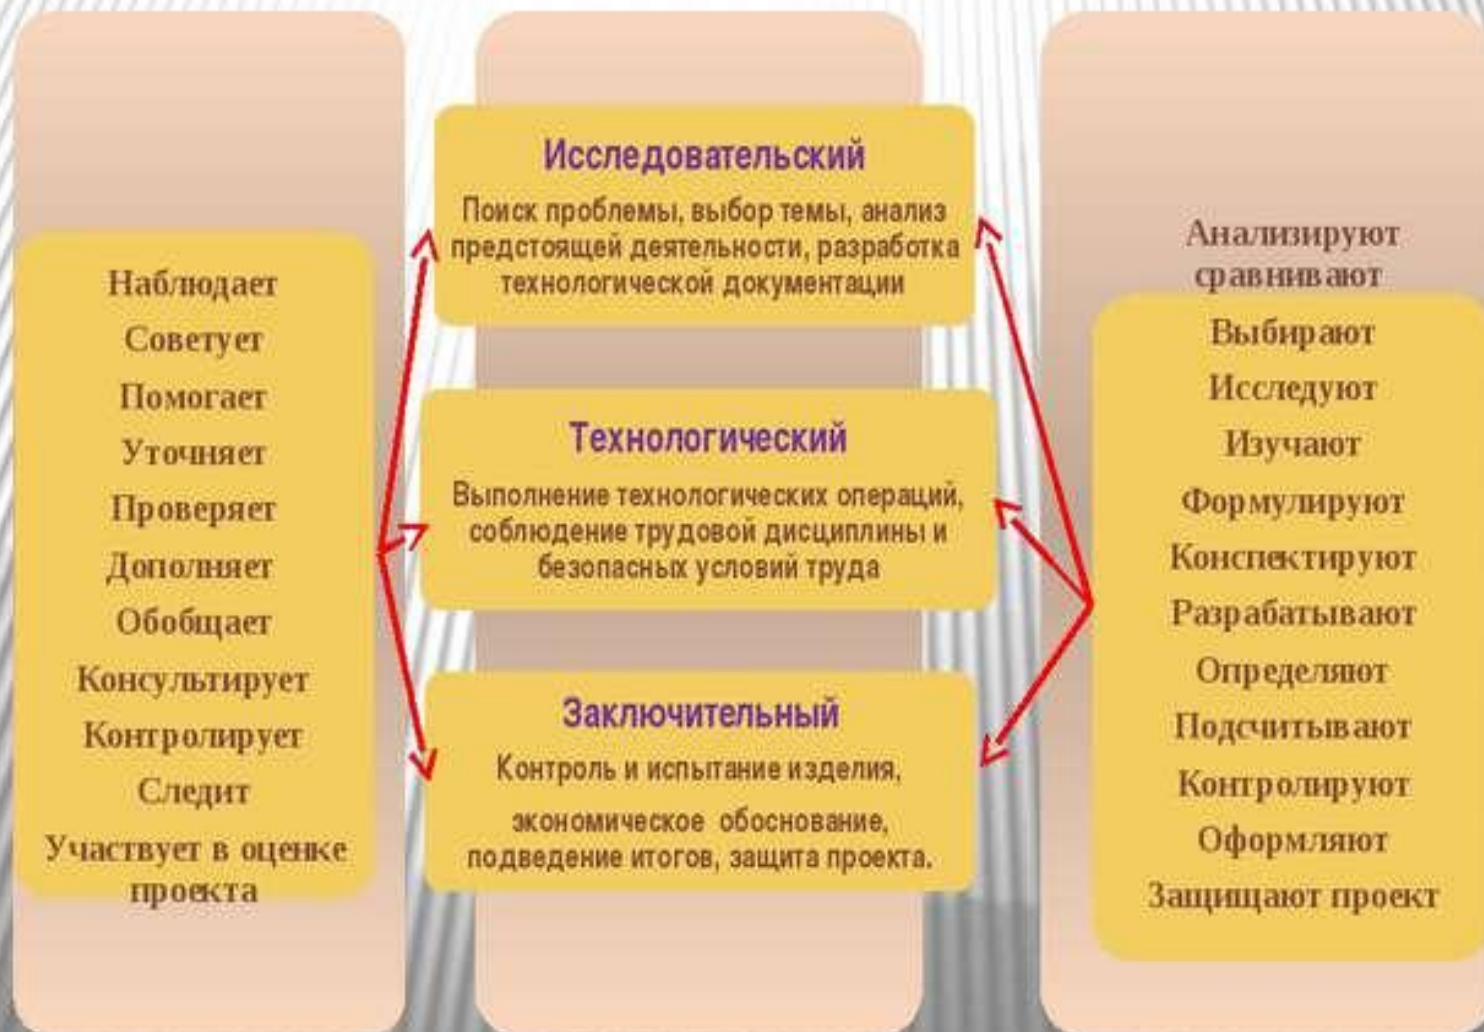 Наблюдает
Советует
Помогает
Уточняет
Проверяет
Дополняет
Обобщает
Консультирует
Контролирует
Следит
Участвует в оценке
проекта
Исследовательский
Поиск проблемы, выбор темы, анализ
предстоящей деятельности, разработка
технологической документации
Технологический
Выполнение технологических операций,
соблюдение трудовой дисциплины и
безопасных условий труда
Заключительный
Контроль и испытание изделия,
экономическое обоснование,
подведение итогов, защита проекта.
Анализируют
сравнивают
Выбирают
Исследуют
Изучают
Формулируют
Конспектируют
Разрабатывают
Определяют
Подсчитывают
Контролируют
Оформляют
Защищают проект